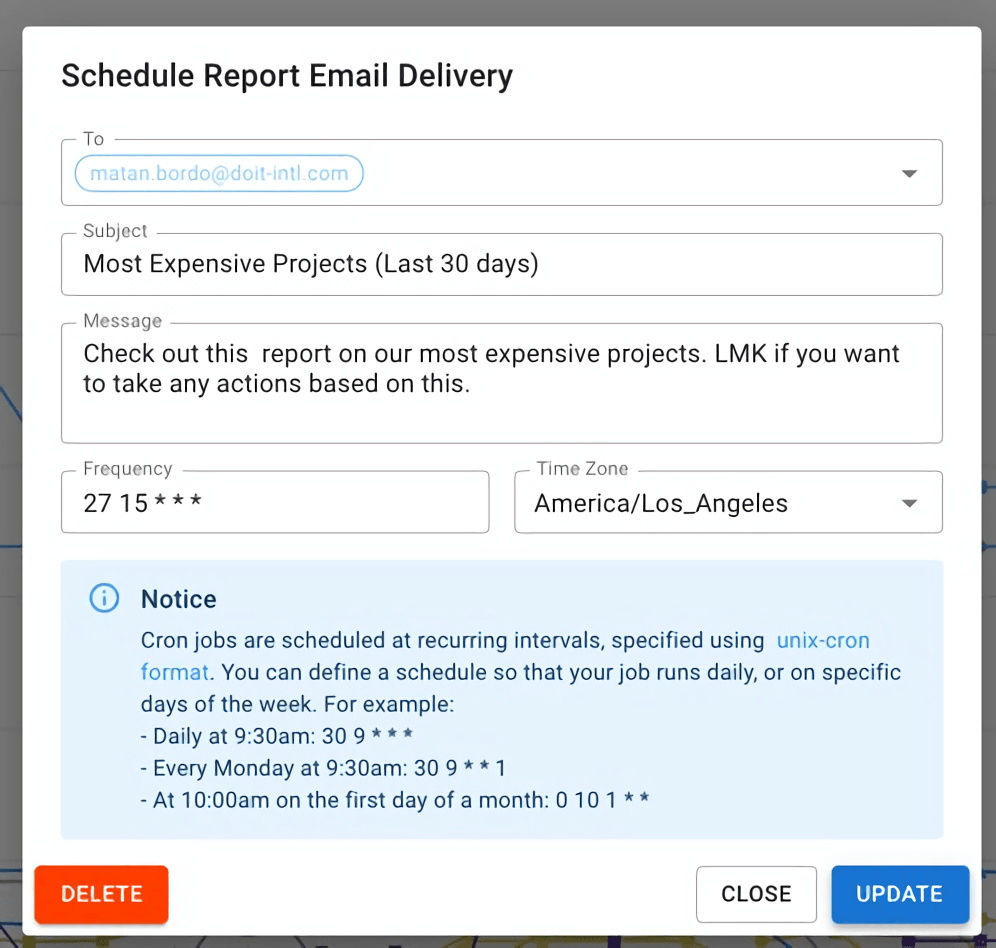 Schedule Report Email Delivery
To
matan.bordo@doit-intl.com
Subject
Most Expensive Projects (Last 30 days)
Message
Check out this  report on our most expensive projects. LMK if you want
to take any actions based on this.
Frequency
27 15 * * *
Time Zone
America/Los_Angeles
Notice
Cron jobs are scheduled at recurring intervals, specified using  unix-cron
format. You can define a schedule so that your job runs daily, or on specific
days of the week. For example:
- Daily at 9:30am: 30 9 * * *
- Every Monday at 9:30am: 30 9 * * 1
- At 10:00am on the first day of a month: 0 10 1 * *
DELETE
CLOSE
UPDATE